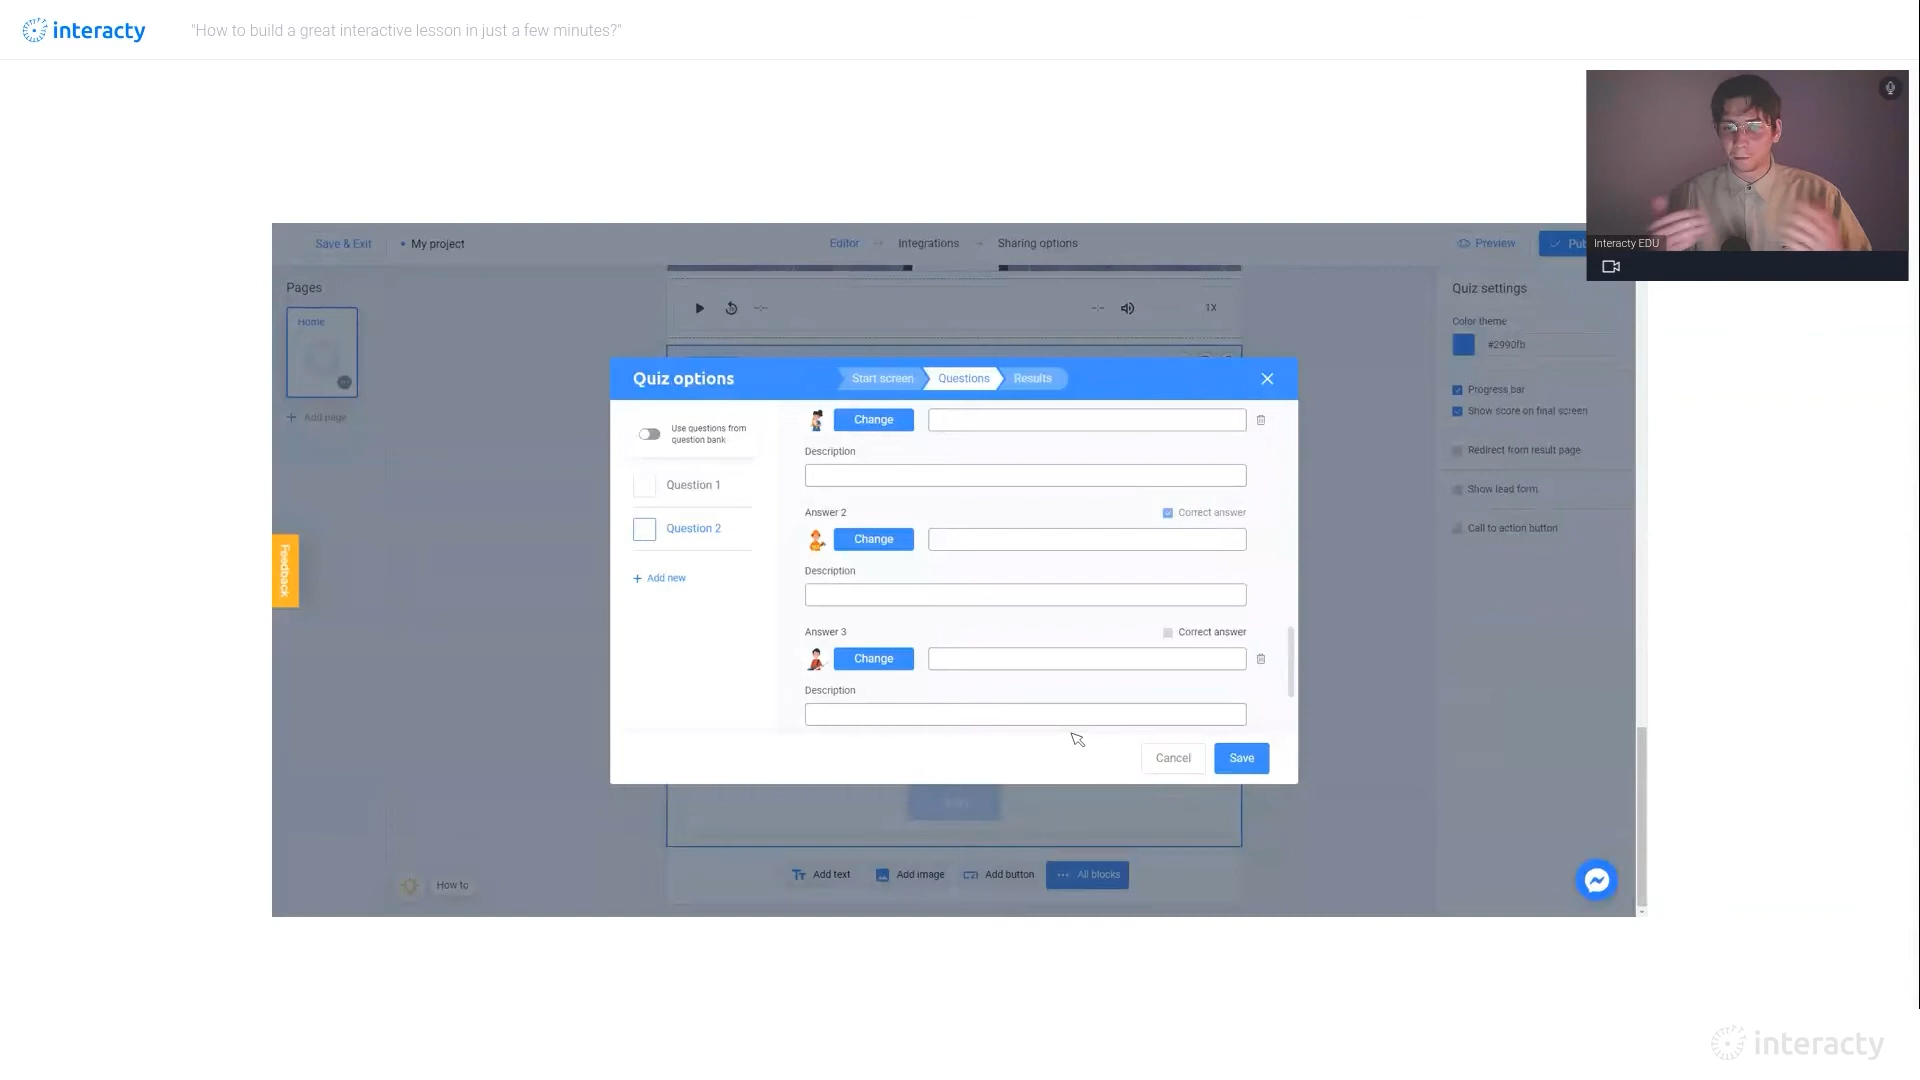 interacty
"How to build a great interactive lesson in just a few minutes?"
Interacty EDU
Save & Exit
My project
Editor
Integrations
Sharing options
Preview
Pages
Home
Add page
1X
Quiz settings
Color theme
#2990fb
Progress bar
Show score on final screen
Redirect from result page
Show lead form
Call to action button
Quiz options
Start screen
Questions
Results
Use questions from
question bank
Question 1
Question 2
+ Add new
Change
Description
Answer 2
Correct answer
Change
Description
Answer 3
Correct answer
Change
Description
Cancel
Save
Feedback
How to
Add text
Add image
Add button
All blocks
interacty